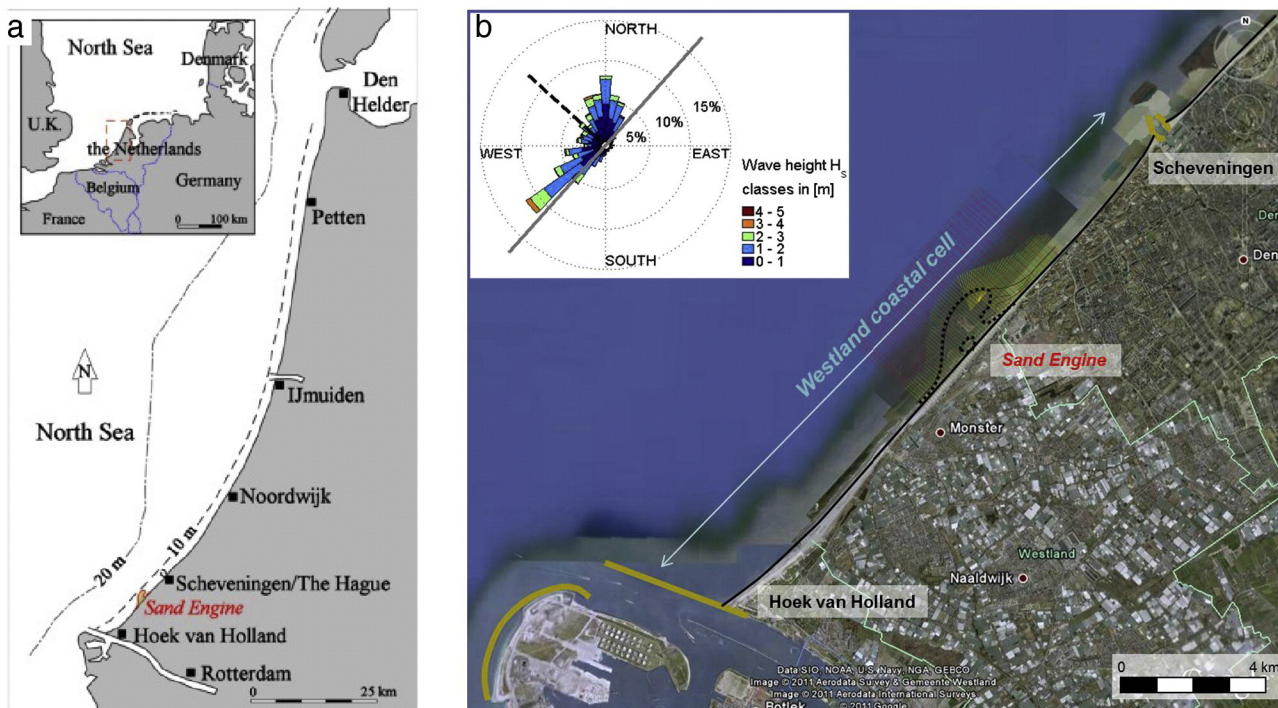 a
North Sea
Denmark
U.K.
the Netherlands
Belgium
Germany
France
0 100 km
Den
Helder
Petten
N
IJmuiden
North Sea
Noordwijk
20 m
10 m
Scheveningen/The Hague
Sand Engine
Hoek van Holland
Rotterdam
0 25 km
b
NORTH
15%
10%
5%
WEST
EAST
SOUTH
Wave height Hs
classes in [m]
4 - 5
3 - 4
2 - 3
1 - 2
0 - 1
N
Scheveningen
Den
Westland coastal cell
Sand Engine
Monster
Westland
Naaldwijk
Hoek van Holland
Data SIO, NOAA, U.S. Navy, NGA, GEBCO
Image © 2011 Aerodata Survey & Gemeente Westland
Image © 2011 Aerodata International Surveys
© 2011 Google
0 4 km